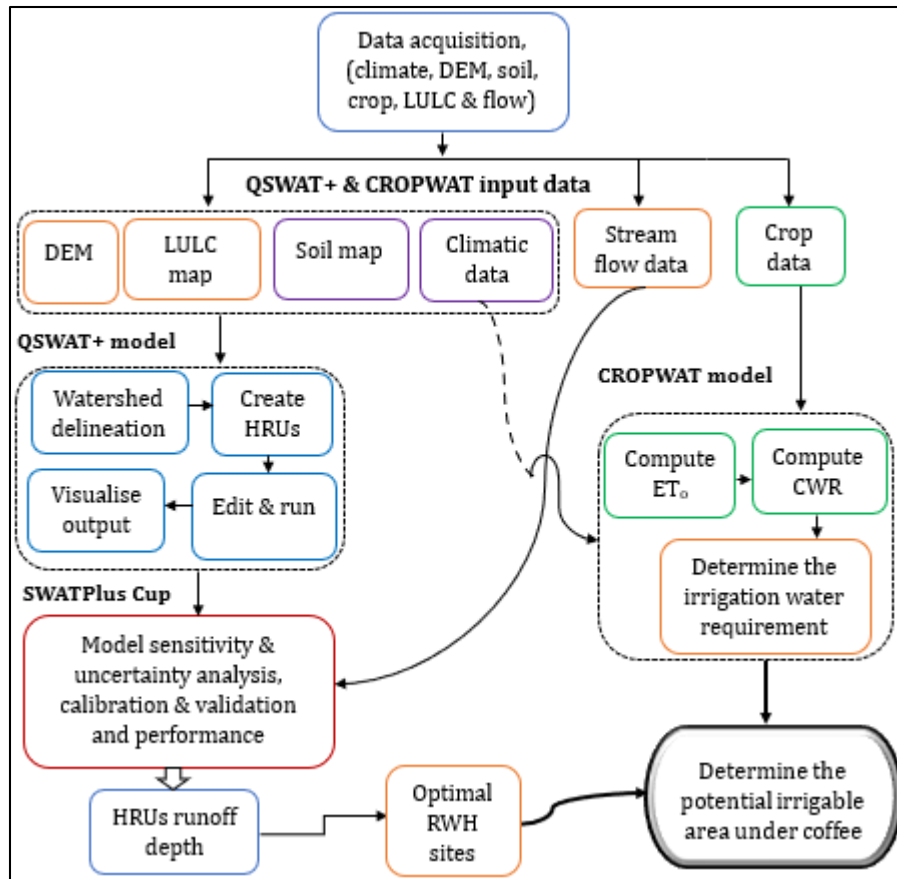 Data acquisition,
(climate, DEM, soil,
crop, LULC & flow)
QSWAT+ & CROPWAT input data
DEM
LULC
map
Soil map
Climatic
data
Stream
flow data
Crop
data
QSWAT+ model
Watershed
delineation
Create
HRUs
Visualise
output
Edit & run
CROPWAT model
Compute
ETₒ
Compute
CWR
Determine the
irrigation water
requirement
SWATPlus Cup
Model sensitivity &
uncertainty analysis,
calibration & validation
and performance
HRUs runoff
depth
Optimal
RWH
sites
Determine the
potential irrigable
area under coffee